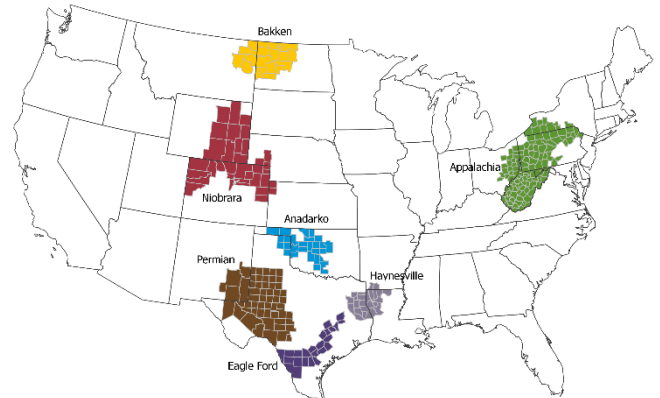 Bakken
Appalachia
Niobrara
Anadarko
Permian
Haynesville
Eagle Ford